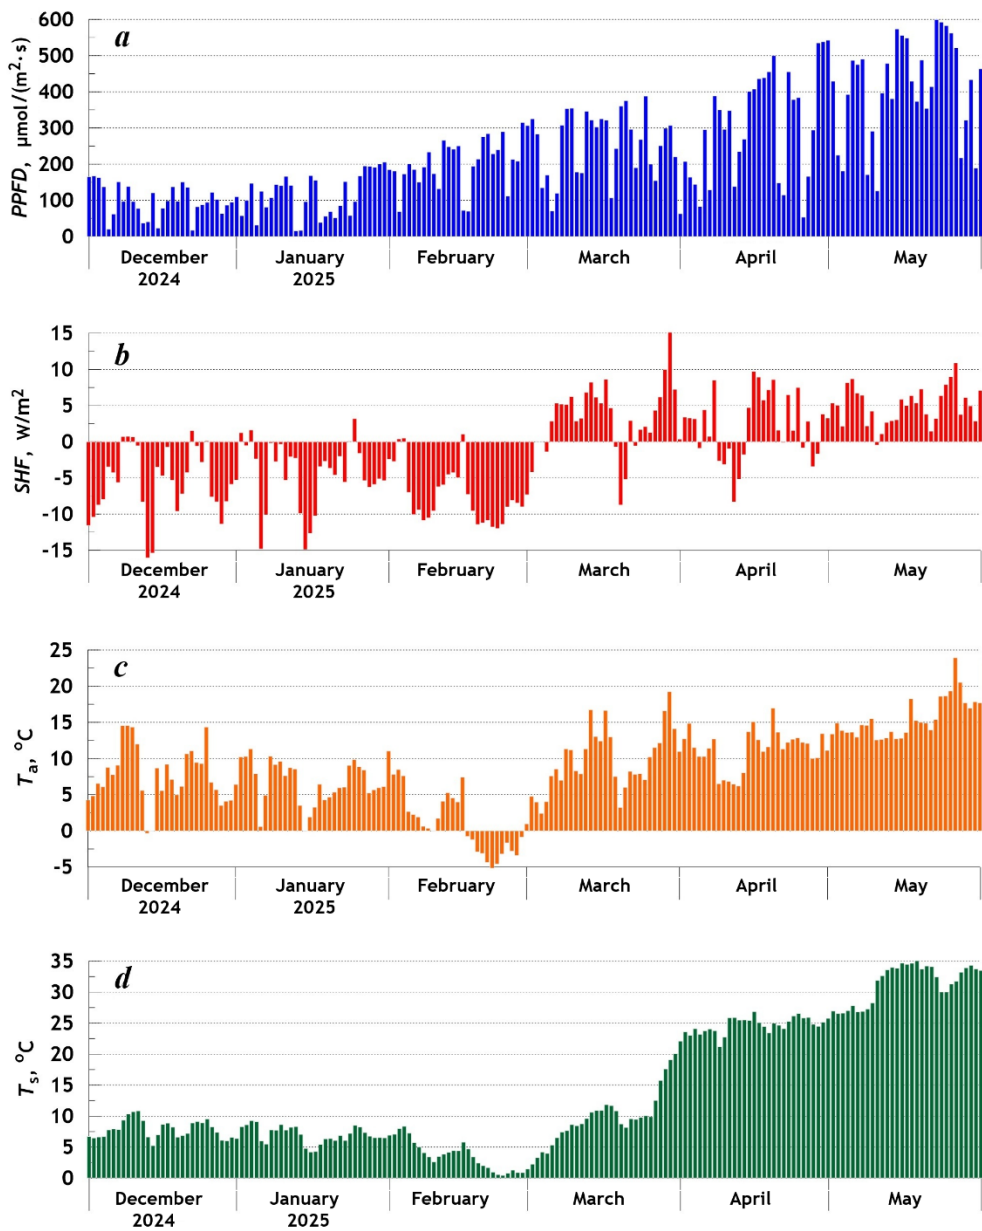 a
PPFD, µmol/(m²·s)
600
500
400
300
200
100
0
December January February March April May
2024 2025
b
SHF, W/m²
15
10
5
0
-5
-10
-15
December January February March April May
2024 2025
c
Tₐ, °C
25
20
15
10
5
0
-5
December January February March April May
2024 2025
d
Tₛ, °C
35
30
25
20
15
10
5
0
December January February March April May
2024 2025